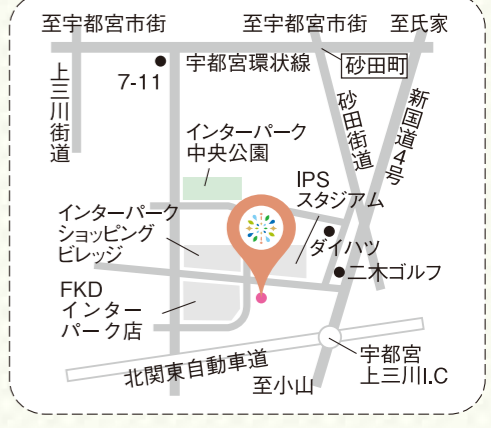 至宇都宮市街
至宇都宮市街
至氏家
7-11
宇都宮環状線
砂田町
上三川街道
砂田街道
新国道4号
インターパーク
中央公園
IPS
スタジアム
インターパーク
ショッピング
ビレッジ
ダイハツ
二木ゴルフ
FKD
インター
パーク店
北関東自動車道
至小山
宇都宮
上三川I.C